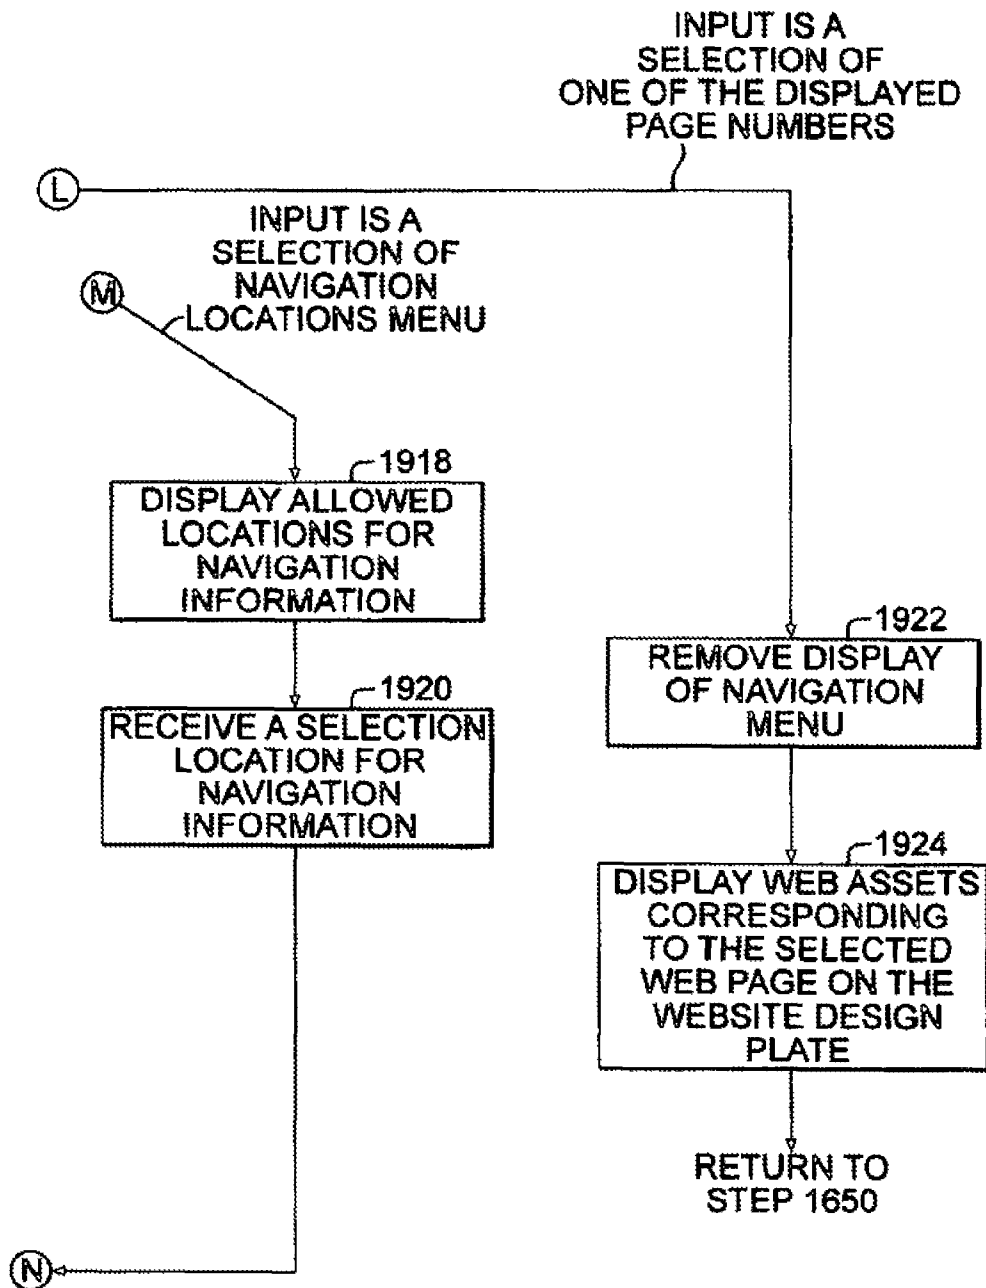 INPUT IS A
SELECTION OF
ONE OF THE DISPLAYED
PAGE NUMBERS
L
INPUT IS A
SELECTION OF
NAVIGATION
LOCATIONS MENU
M
1918
DISPLAY ALLOWED
LOCATIONS FOR
NAVIGATION
INFORMATION
1920
RECEIVE A SELECTION
LOCATION FOR
NAVIGATION
INFORMATION
N
1922
REMOVE DISPLAY
OF NAVIGATION
MENU
1924
DISPLAY WEB ASSETS
CORRESPONDING
TO THE SELECTED
WEB PAGE ON THE
WEBSITE DESIGN
PLATE
RETURN TO
STEP 1650